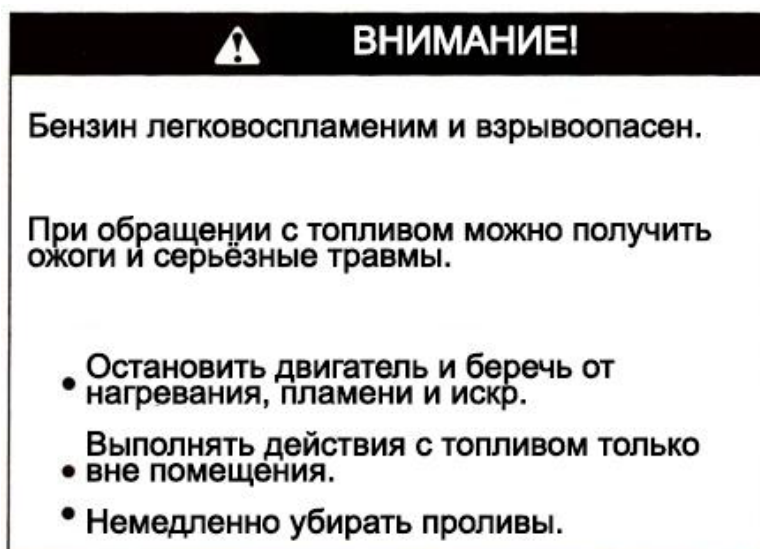 ВНИМАНИЕ!
Бензин легковоспламеним и взрывоопасен.
При обращении с топливом можно получить
ожоги и серьёзные травмы.
• Остановить двигатель и беречь от
нагревания, пламени и искр.
Выполнять действия с топливом только
• вне помещения.
• Немедленно убирать проливы.